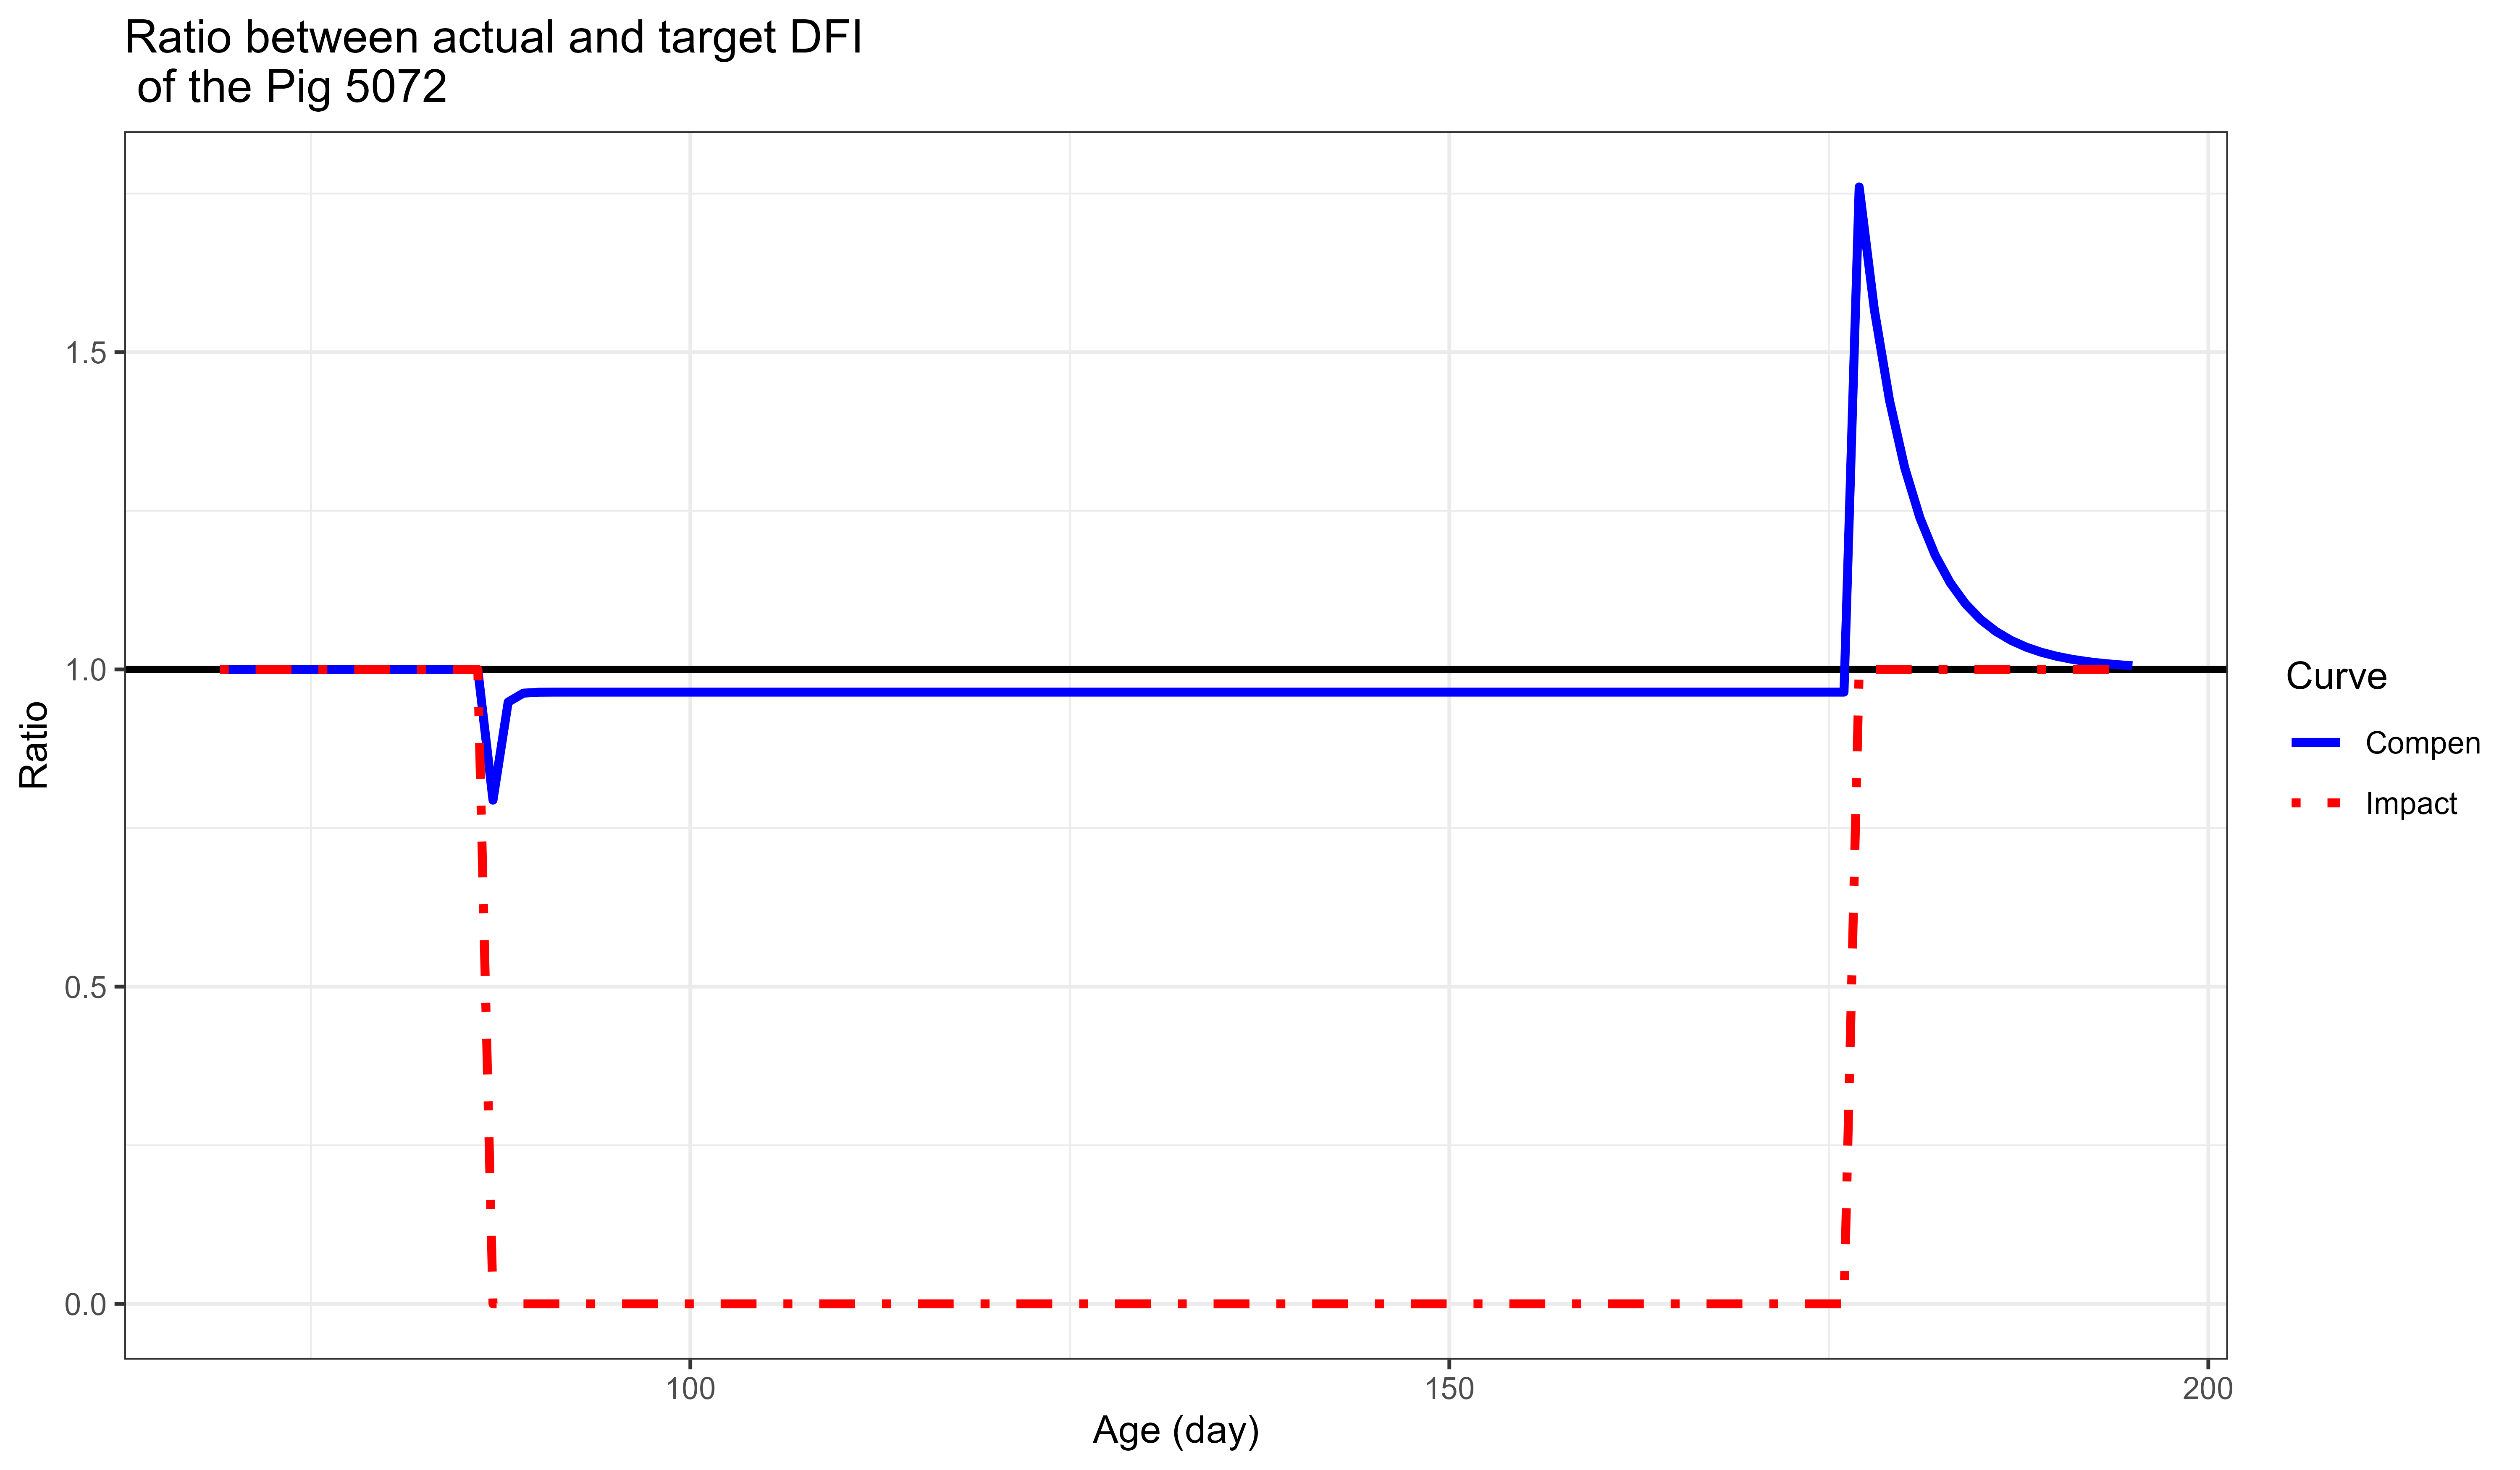 Ratio between actual and target DFI
of the Pig 5072
1.5
1.0
0.5
0.0
Ratio
100
150
200
Age (day)
Curve
Compen
Impact